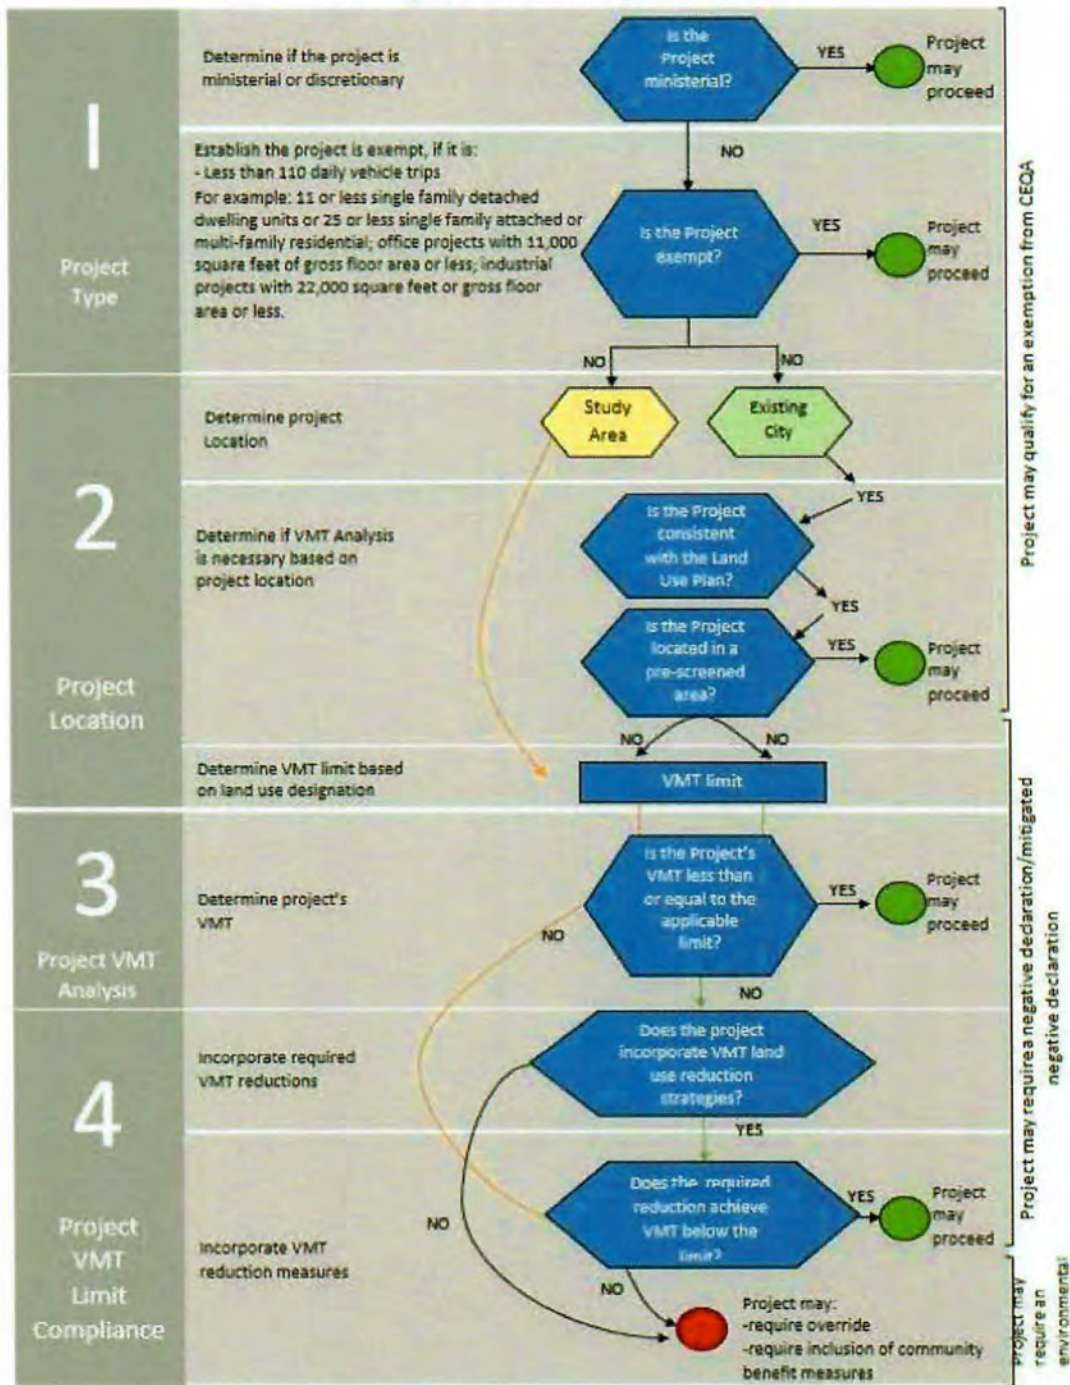 1
Project
Type
Determine if the project is
ministerial or discretionary
Is the
Project
ministerial?
YES
Project
may
proceed
NO
Establish the project is exempt, if it is:
- Less than 110 daily vehicle trips
For example: 11 or less single family detached
dwelling units or 25 or less single family attached or
multi-family residential; office projects with 11,000
square feet of gross floor area or less; industrial
projects with 22,000 square feet or gross floor
area or less.
Is the Project
exempt?
YES
Project
may
proceed
NO
NO
2
Project
Location
Determine project
Location
Study
Area
Existing
City
YES
Determine if VMT Analysis
is necessary based on
project location
Is the Project
consistent
with the Land
Use Plan?
YES
Is the Project
located in a
pre-screened
area?
YES
Project
may
proceed
NO
NO
Determine VMT limit based
on land use designation
VMT limit
3
Project VMT
Analysis
Determine project's
VMT
Is the Project's
VMT less than
or equal to the
applicable
limit?
YES
Project
may
proceed
NO
NO
4
Project
VMT
Limit
Compliance
Incorporate required
VMT reductions
Does the project
incorporate VMT land
use reduction
strategies?
YES
Incorporate VMT
reduction measures
Does the required
reduction achieve
VMT below the
limit?
YES
Project
may
proceed
NO
NO
Project may:
-require override
-require inclusion of community
benefit measures
Project may qualify for an exemption from CEQA
Project may require a negative declaration/mitigated
negative declaration
Project may
require an
environmental